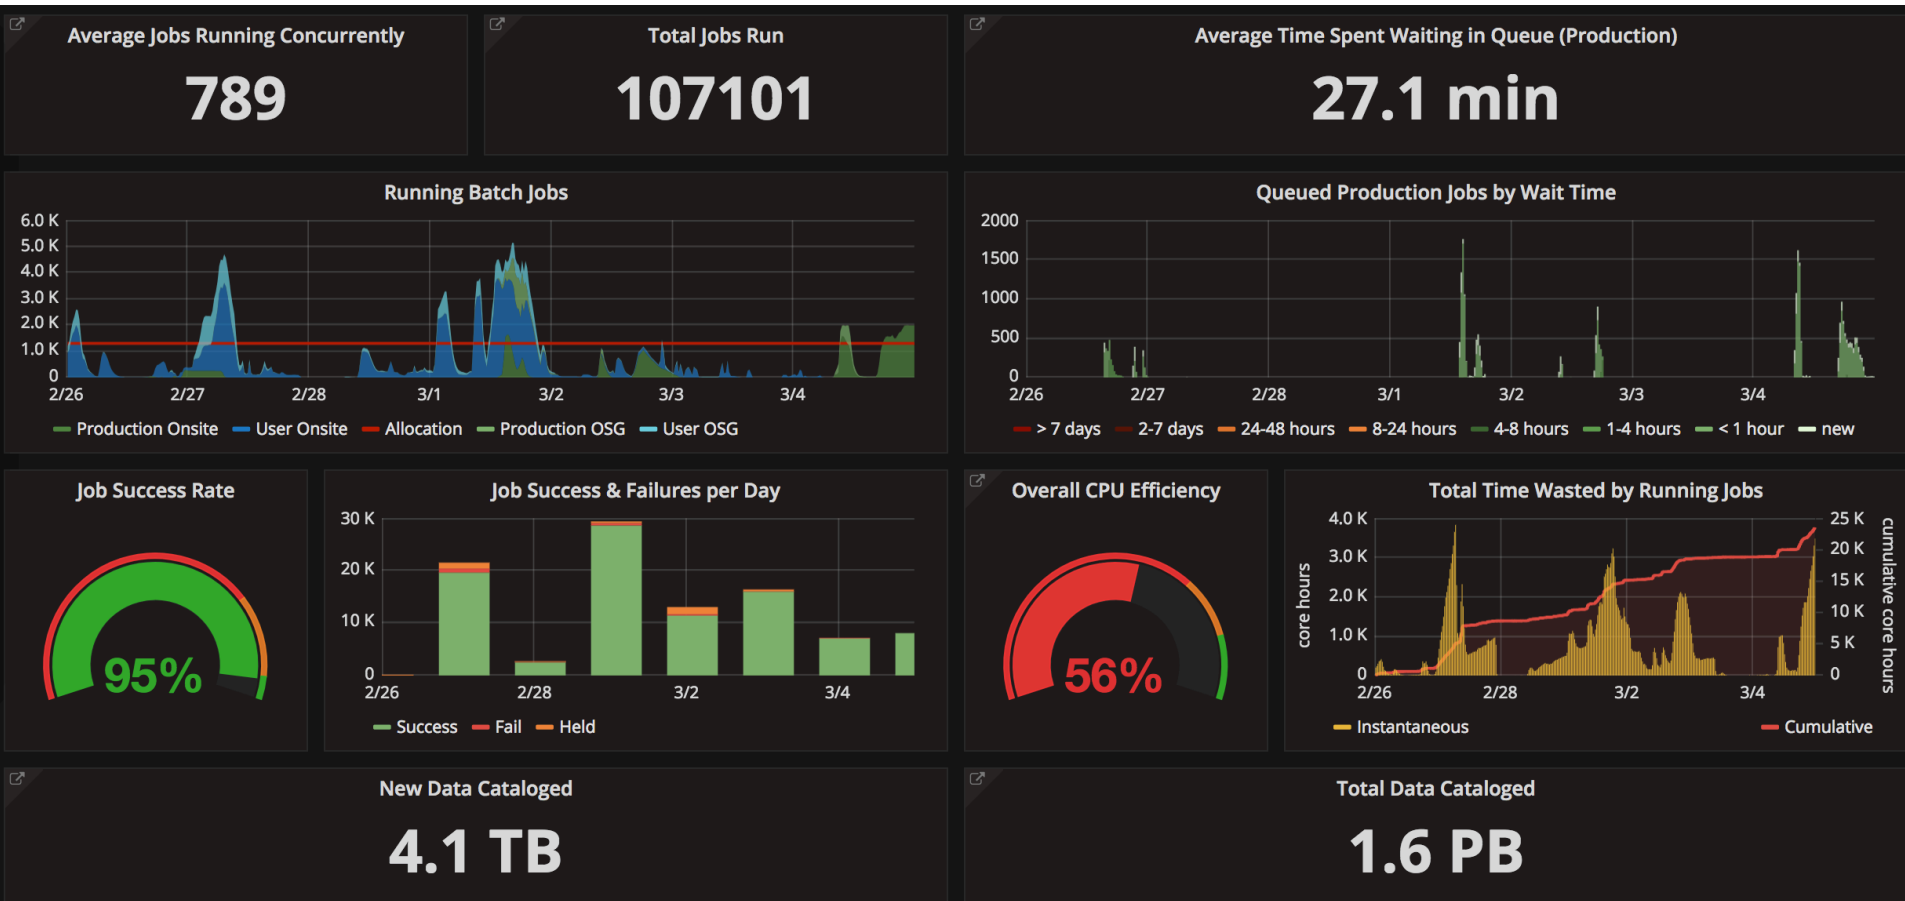 Average Jobs Running Concurrently
789
Total Jobs Run
107101
Average Time Spent Waiting in Queue (Production)
27.1 min
Running Batch Jobs
6.0 K
5.0 K
4.0 K
3.0 K
2.0 K
1.0 K
0
2/26 2/27 2/28 3/1 3/2 3/3 3/4
Production Onsite User Onsite Allocation Production OSG User OSG
Queued Production Jobs by Wait Time
2000
1500
1000
500
0
2/26 2/27 2/28 3/1 3/2 3/3 3/4
> 7 days 2-7 days 24-48 hours 8-24 hours 4-8 hours 1-4 hours < 1 hour new
Job Success Rate
95%
Job Success & Failures per Day
30 K
20 K
10 K
0
2/26 2/28 3/2 3/4
Success Fail Held
Overall CPU Efficiency
56%
Total Time Wasted by Running Jobs
core hours
4.0 K
3.0 K
2.0 K
1.0 K
0
25 K
20 K
15 K
10 K
5 K
0
cumulative core hours
2/26 2/28 3/2 3/4
Instantaneous Cumulative
New Data Cataloged
4.1 TB
Total Data Cataloged
1.6 PB